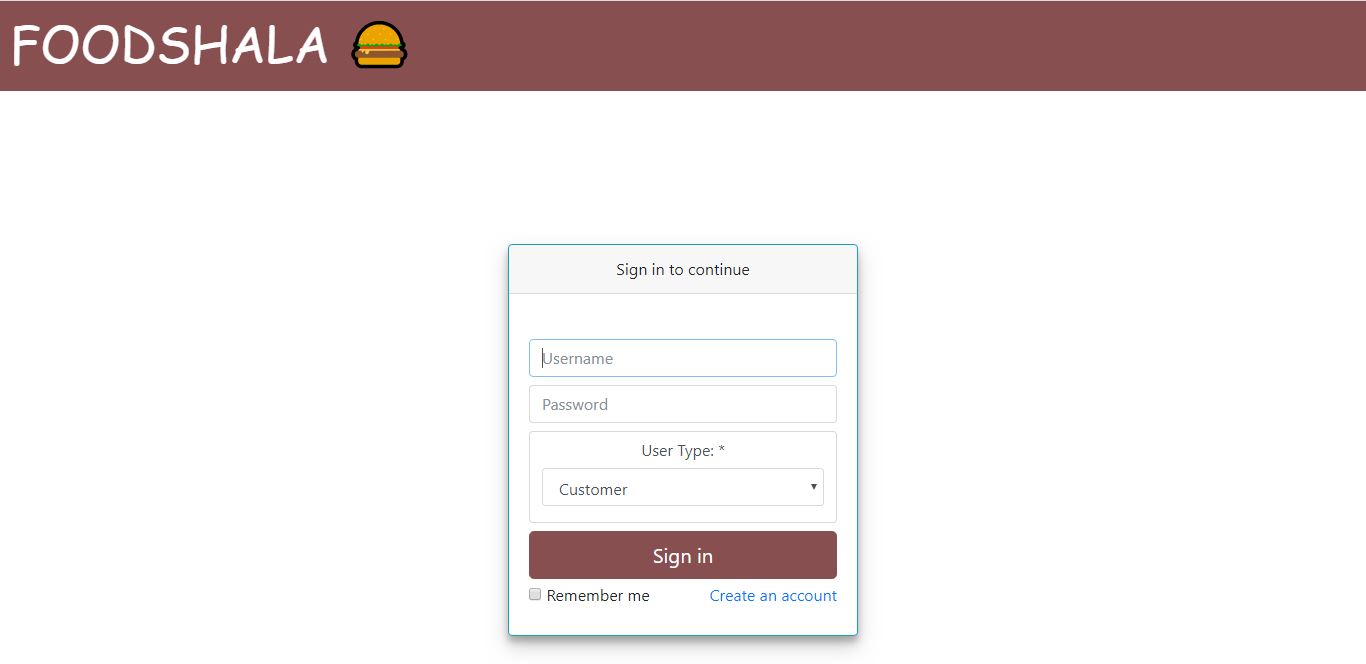 FOODSHALA
Sign in to continue
Username
Password
User Type: *
Customer
Sign in
Remember me Create an account